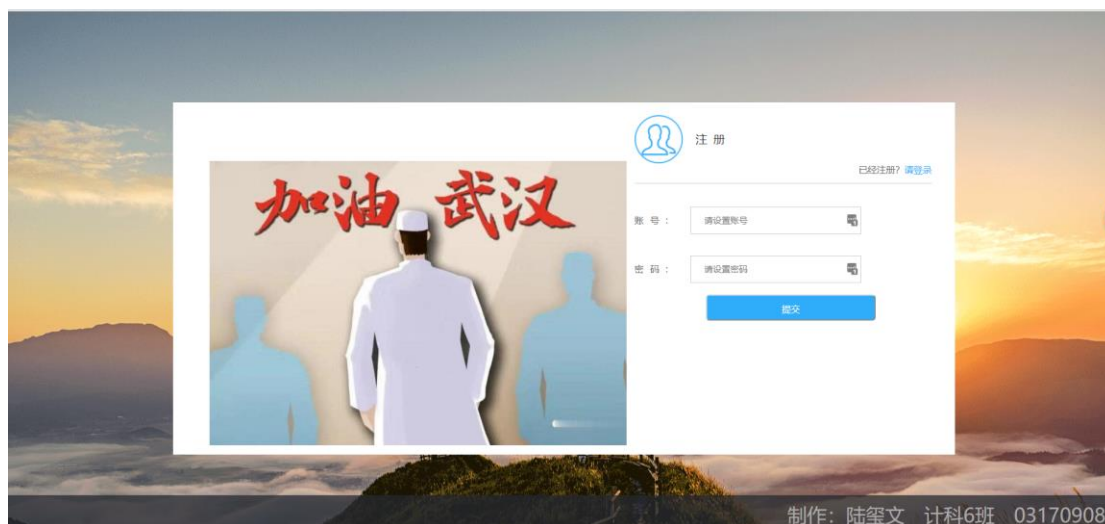 注 册
已经注册? 请登录
加油 武汉
账 号 : 请设置账号
密 码 : 请设置密码
提交
制作: 陆玺文 计科6班 03170908